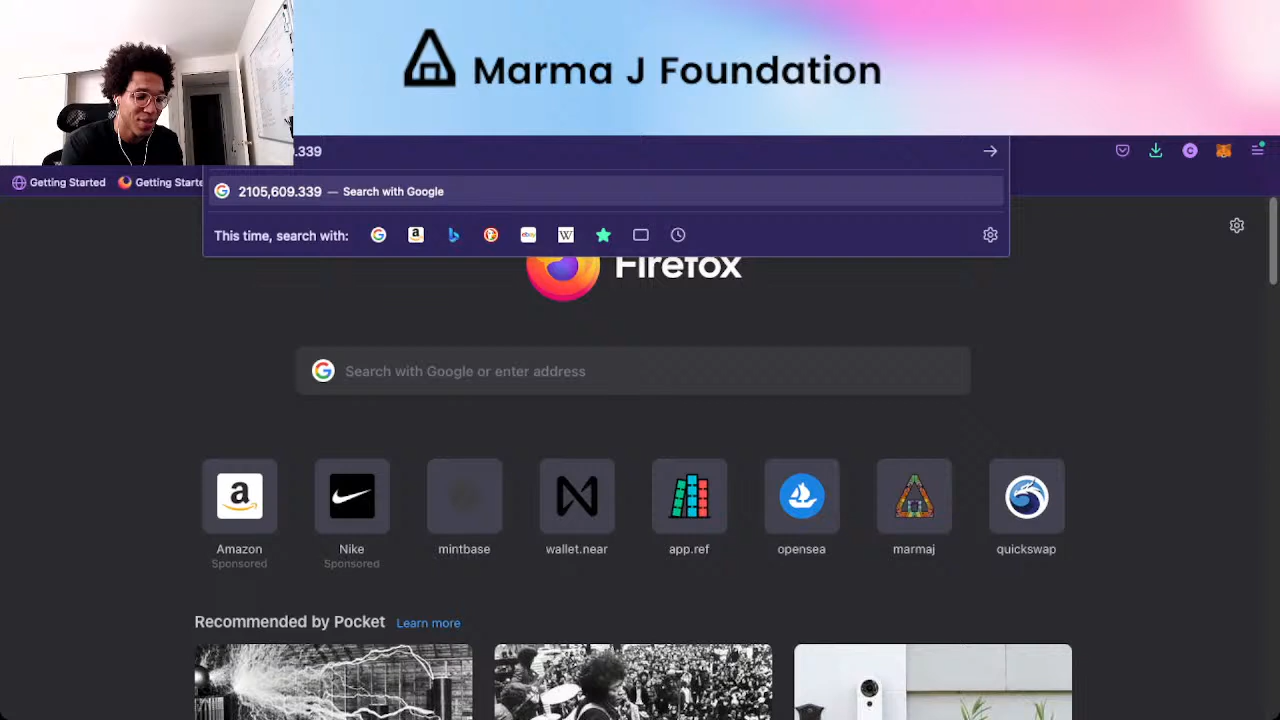 Marma J Foundation
.339
Getting Started
Getting Starte
2105,609.339 — Search with Google
This time, search with:
Firefox
Search with Google or enter address
Amazon
Sponsored
Nike
Sponsored
mintbase
wallet.near
app.ref
opensea
marmaj
quickswap
Recommended by Pocket
Learn more